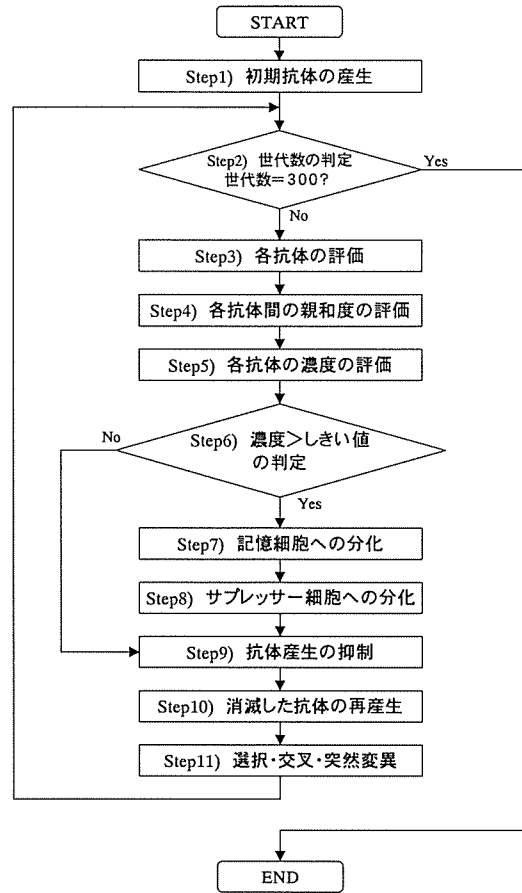 START
Step1) 初期抗体の産生
Step2) 世代数の判定
世代数=300?
Yes
No
Step3) 各抗体の評価
Step4) 各抗体間の親和度の評価
Step5) 各抗体の濃度の評価
No
Step6) 濃度>しきい値
の判定
Yes
Step7) 記憶細胞への分化
Step8) サプレッサー細胞への分化
Step9) 抗体産生の抑制
Step10) 消滅した抗体の再産生
Step11) 選択・交叉・突然変異
END